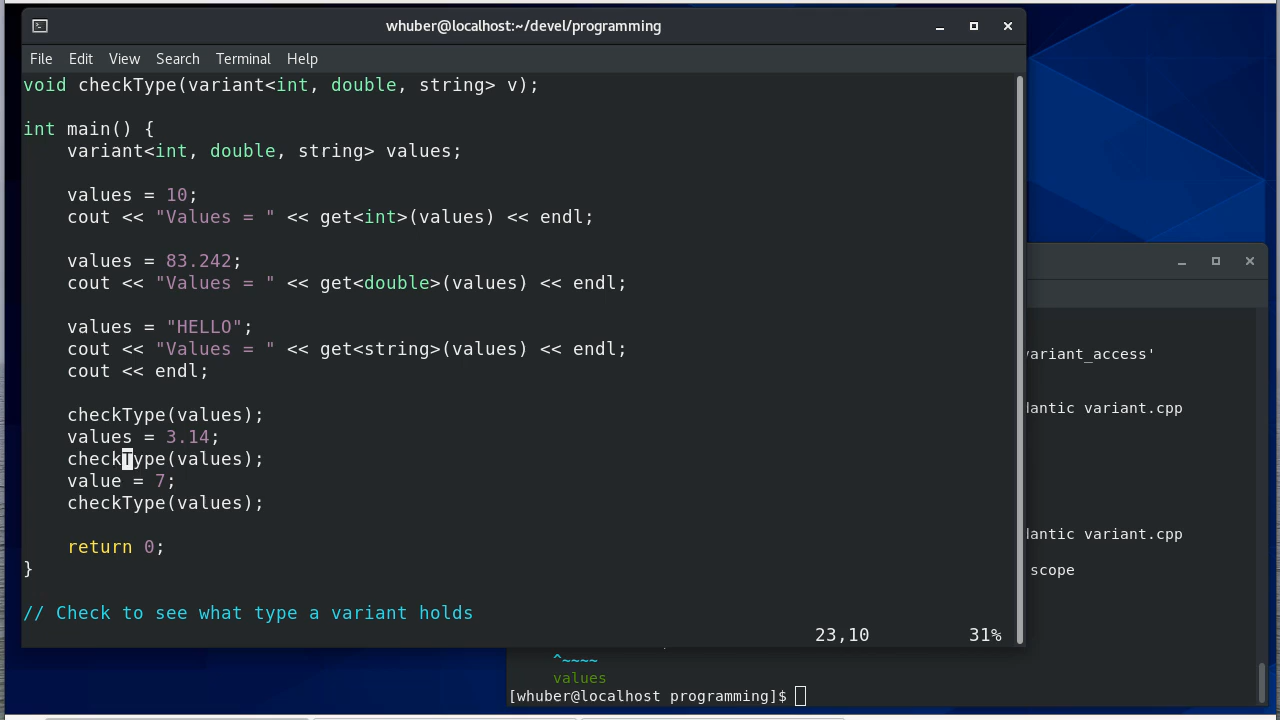 whuber@localhost:~/devel/programming
File Edit View Search Terminal Help
void checkType(variant<int, double, string> v);
int main() {
variant<int, double, string> values;
values = 10;
cout << "Values = " << get<int>(values) << endl;
values = 83.242;
cout << "Values = " << get<double>(values) << endl;
values = "HELLO";
cout << "Values = " << get<string>(values) << endl;
cout << endl;
checkType(values);
values = 3.14;
checkType(values);
value = 7;
checkType(values);
return 0;
}
// Check to see what type a variant holds
23,10 31%
variant_access'
dantic variant.cpp
dantic variant.cpp
scope
^~~~~
values
[whuber@localhost programming]$